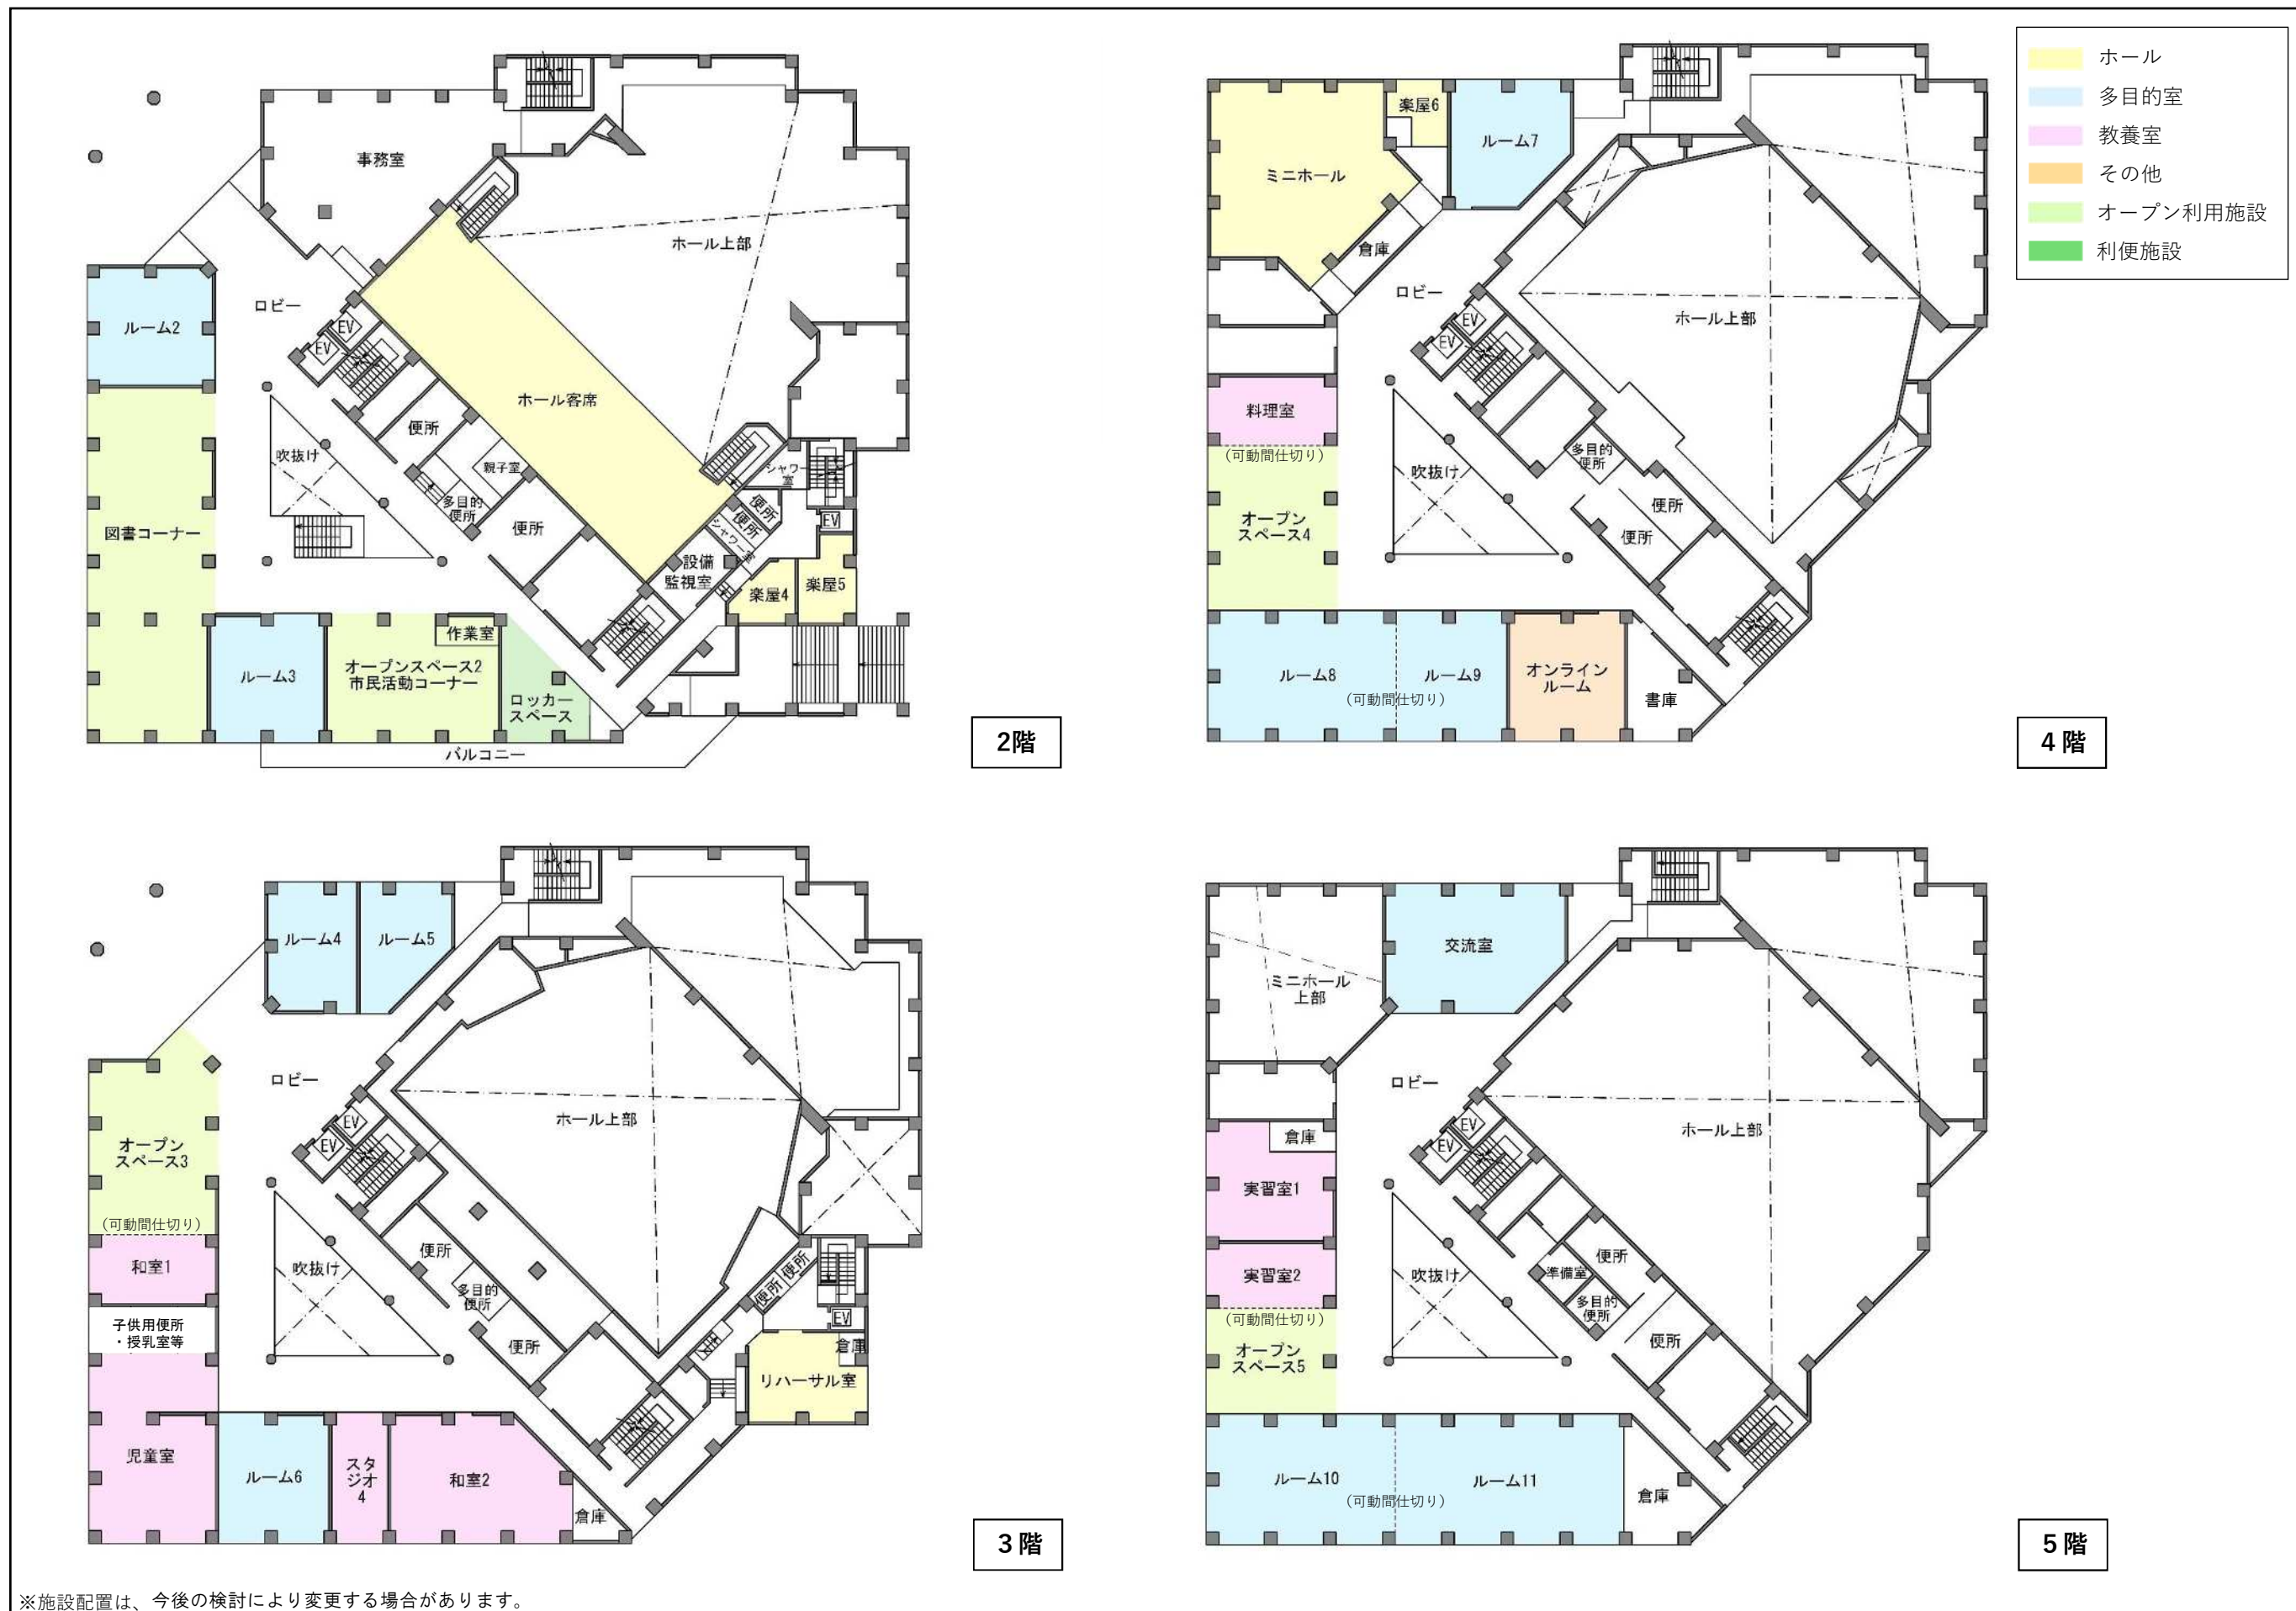 ホール
多目的室
教養室
その他
オープン利用施設
利便施設
事務室
ホール上部
ルーム2
ロビー
EV
EV
ホール客席
便所
吹抜け
親子室
シャワー
室
多目的
便所
便所
便所
便所
シャワー室
EV
図書コーナー
設備
監視室
楽屋4
楽屋5
作業室
ルーム3
オープンスペース2
市民活動コーナー
ロッカー
スペース
バルコニー
2階
楽屋6
ルーム7
ミニホール
倉庫
ロビー
EV
EV
ホール上部
料理室
(可動間仕切り)
吹抜け
多目的
便所
便所
便所
オープン
スペース4
ルーム8
ルーム9
(可動間仕切り)
オンライン
ルーム
書庫
4階
ルーム4
ルーム5
ロビー
EV
EV
ホール上部
オープン
スペース3
(可動間仕切り)
和室1
便所
吹抜け
多目的
便所
便所
便所
便所
EV
倉庫
リハーサル室
子供用便所
・授乳室等
児童室
ルーム6
スタ
ジオ
4
和室2
倉庫
3階
交流室
ミニホール
上部
ロビー
EV
EV
ホール上部
倉庫
実習室1
実習室2
(可動間仕切り)
オープン
スペース5
吹抜け
便所
準備室
多目的
便所
便所
ルーム10
ルーム11
(可動間仕切り)
倉庫
5階
※施設配置は、今後の検討により変更する場合があります。